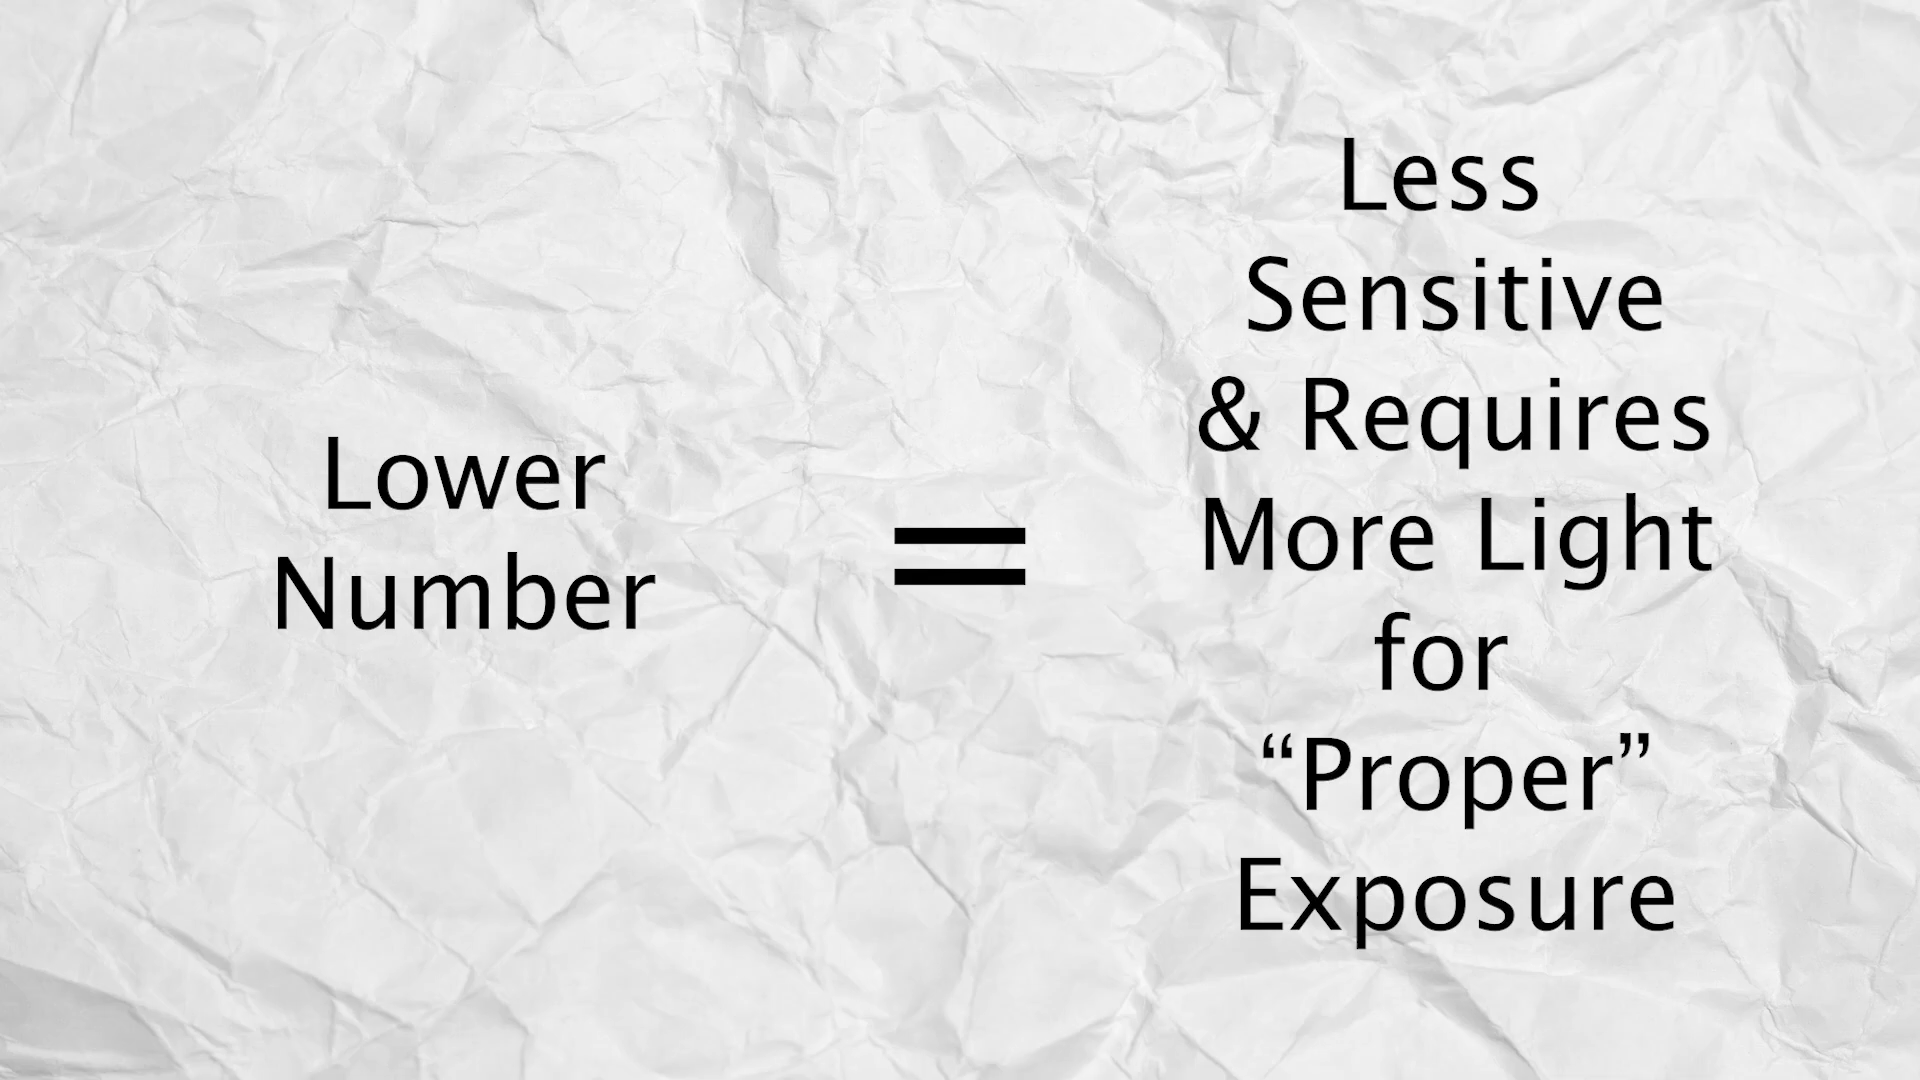 Lower
Number
=
Less
Sensitive
& Requires
More Light
for
“Proper”
Exposure